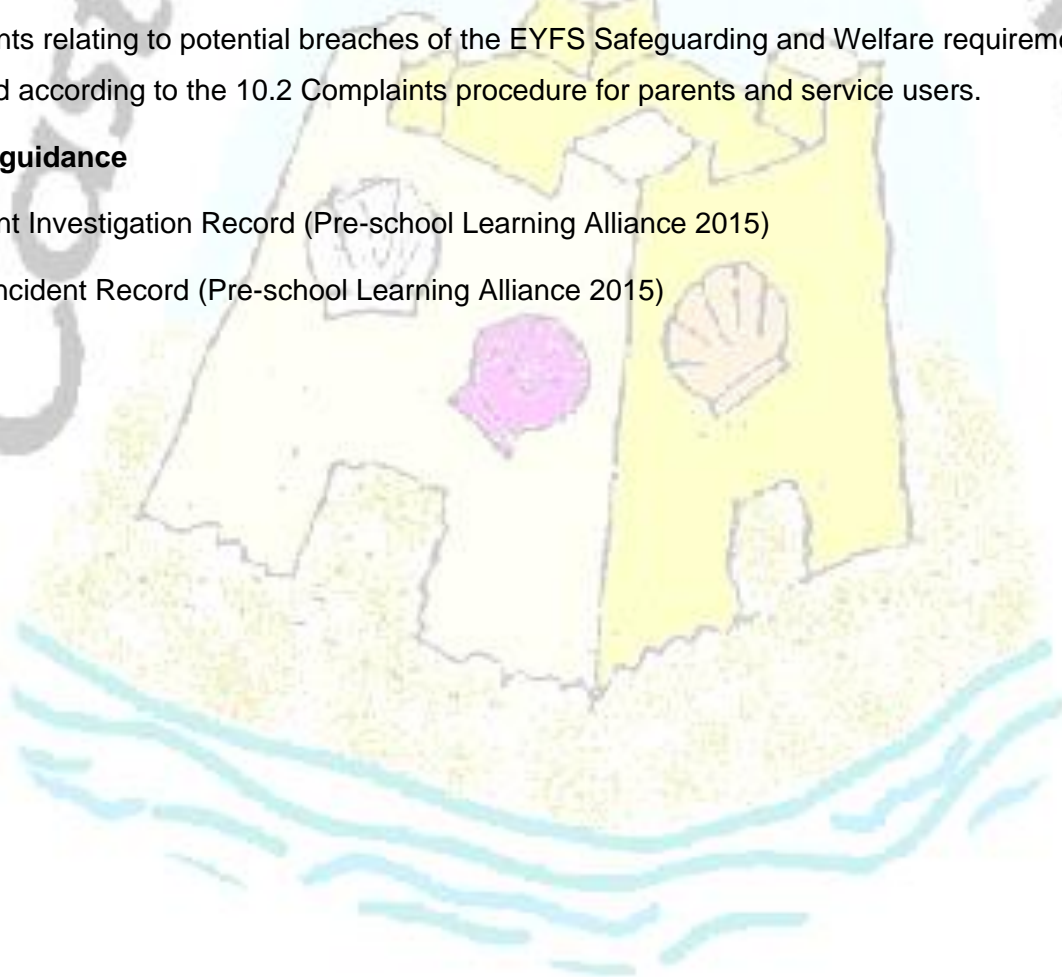 nts relating to potential breaches of the EYFS Safeguarding and Welfare requireme
d according to the 10.2 Complaints procedure for parents and service users.
guidance
nt Investigation Record (Pre-school Learning Alliance 2015)
ncident Record (Pre-school Learning Alliance 2015)
Cast